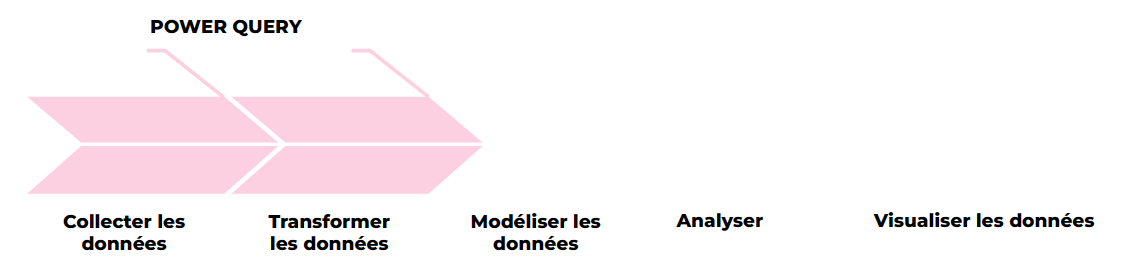 POWER QUERY
Collecter les
données
Transformer
les données
Modéliser les
données
Analyser
Visualiser les données